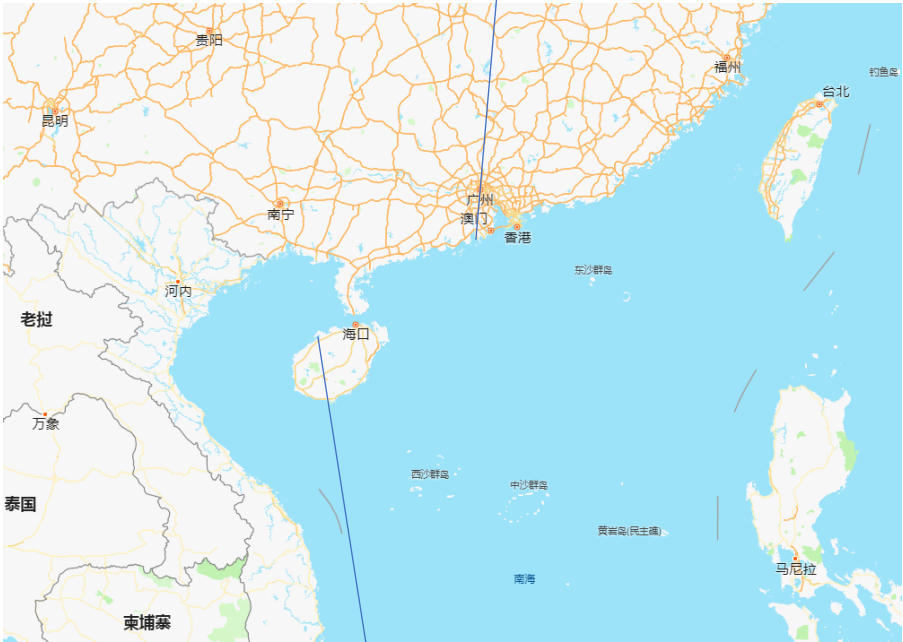 贵阳
福州
钓鱼岛
台北
昆明
广州
南宁
澳门
香港
东沙群岛
河内
老挝
海口
万象
西沙群岛
中沙群岛
泰国
黄岩岛(民主礁)
马尼拉
南海
柬埔寨